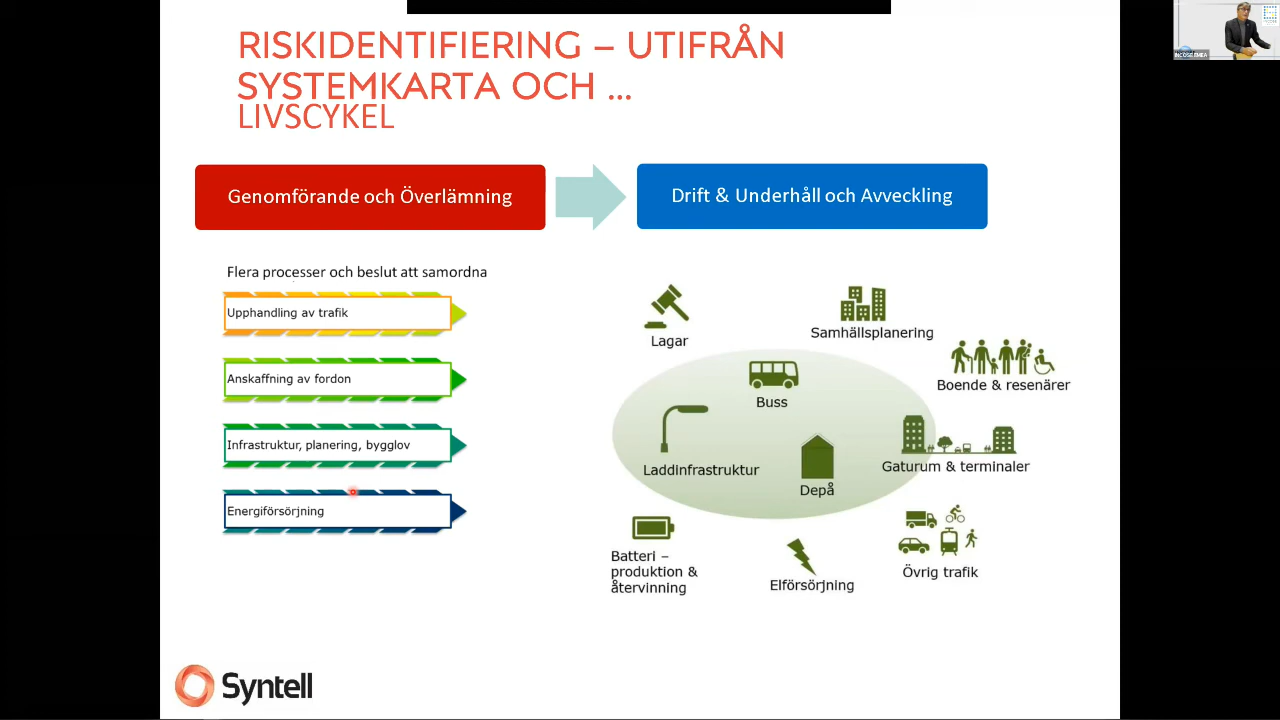 RISKIDENTIFIERING – UTIFRÅN
SYSTEMKARTA OCH ...
LIVSCYKEL
Genomförande och Överlämning
Drift & Underhåll och Avveckling
Flera processer och beslut att samordna
Upphandling av trafik
Anskaffning av fordon
Infrastruktur, planering, bygglov
Energiförsörjning
Lagar
Samhällsplanering
Boende & resenärer
Buss
Laddinfrastruktur
Depå
Gaturum & terminaler
Batteri –
produktion &
återvinning
Elförsörjning
Övrig trafik
Syntell